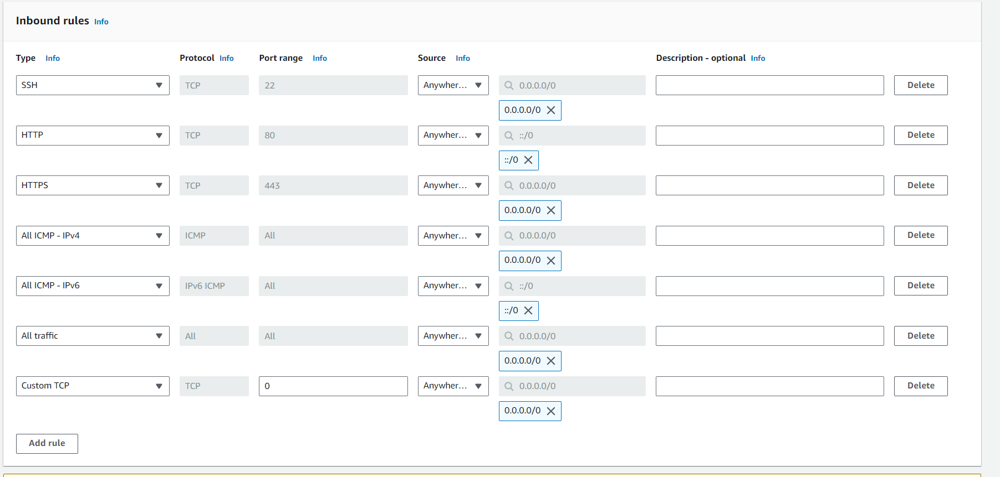 Inbound rules Info
Type Info Protocol Info Port range Info Source Info Description - optional Info
SSH TCP 22 Anywher... 0.0.0.0/0 Delete
0.0.0.0/0
HTTP TCP 80 Anywher... ::/0 Delete
::/0
HTTPS TCP 443 Anywher... 0.0.0.0/0 Delete
0.0.0.0/0
All ICMP - IPv4 ICMP All Anywher... 0.0.0.0/0 Delete
0.0.0.0/0
All ICMP - IPv6 IPv6 ICMP All Anywher... ::/0 Delete
::/0
All traffic All All Anywher... 0.0.0.0/0 Delete
0.0.0.0/0
Custom TCP TCP 0 Anywher... 0.0.0.0/0 Delete
0.0.0.0/0
Add rule